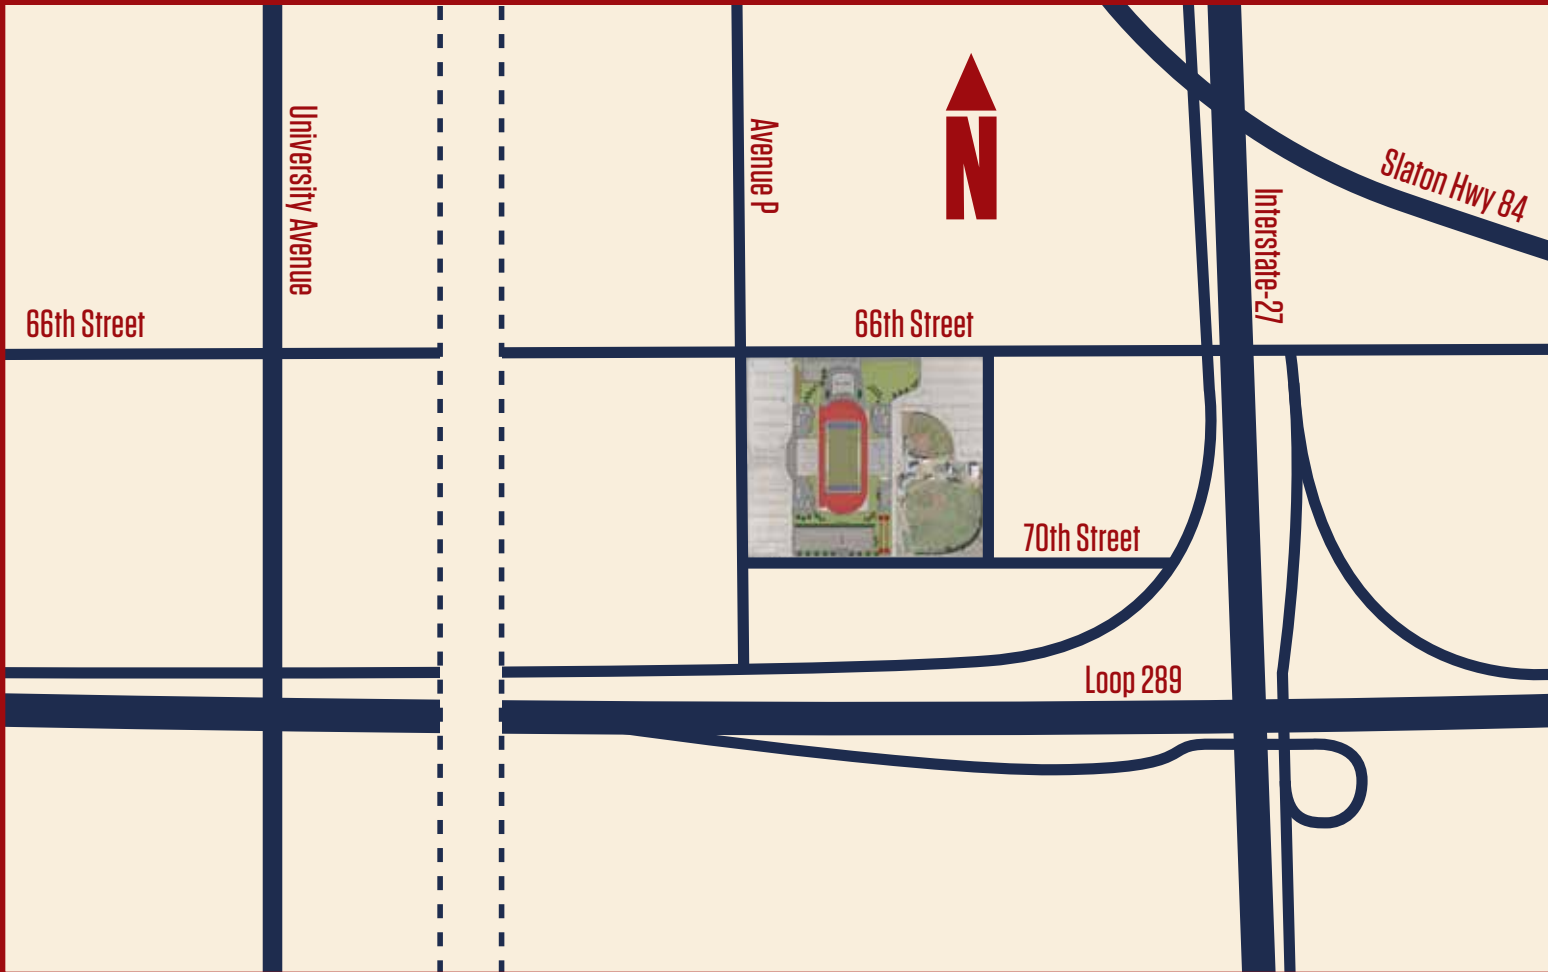 University Avenue
Avenue P
N
Slaton Hwy 84
Interstate-27
66th Street
66th Street
70th Street
Loop 289